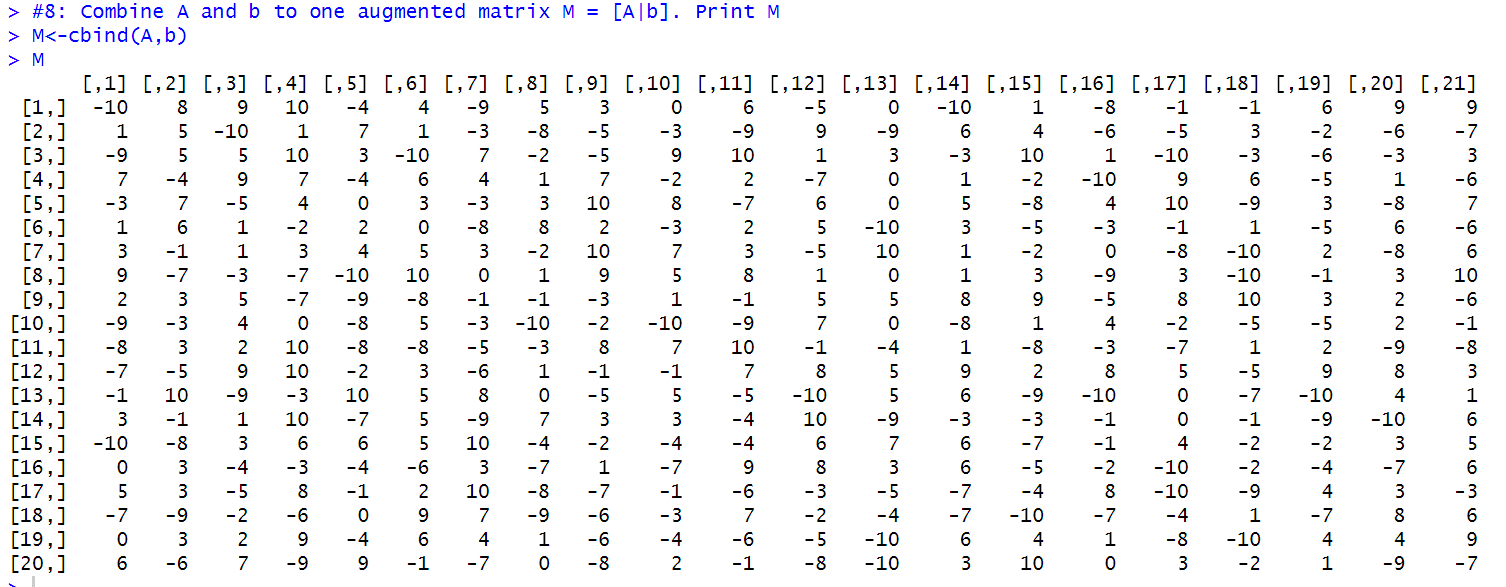 > #8: Combine A and b to one augmented matrix M = [A|b]. Print M
> M<-cbind(A,b)
> M
      [,1] [,2] [,3] [,4] [,5] [,6] [,7] [,8] [,9] [,10] [,11] [,12] [,13] [,14] [,15] [,16] [,17] [,18] [,19] [,20] [,21]
 [1,]  -10    8    9   10   -4    4   -9    5    3     0     6    -5     0   -10     1    -8    -1    -1     6     9     9
 [2,]    1    5  -10    1    7    1   -3   -8   -5    -3    -9     9    -9     6     4    -6    -5     3    -2    -6    -7
 [3,]   -9    5    5   10    3  -10    7   -2   -5     9    10     1     3    -3    10     1   -10    -3    -6    -3     3
 [4,]    7   -4    9    7   -4    6    4    1    7    -2     2    -7     0     1    -2   -10     9     6    -5     1    -6
 [5,]   -3    7   -5    4    0    3   -3    3   10     8    -7     6     0     5    -8     4    10    -9     3    -8     7
 [6,]    1    6    1   -2    2    0   -8    8    2    -3     2     5   -10     3    -5    -3    -1     1    -5     6    -6
 [7,]    3   -1    1    3    4    5    3   -2   10     7     3    -5    10     1    -2     0    -8   -10     2    -8     6
 [8,]    9   -7   -3   -7  -10   10    0    1    9     5     8     1     0     1     3    -9     3   -10    -1     3    10
 [9,]    2    3    5   -7   -9   -8   -1   -1   -3     1    -1     5     5     8     9    -5     8    10     3     2    -6
[10,]   -9   -3    4    0   -8    5   -3  -10   -2   -10    -9     7     0    -8     1     4    -2    -5    -5     2    -1
[11,]   -8    3    2   10   -8   -8   -5   -3    8     7    10    -1    -4     1    -8    -3    -7     1     2    -9    -8
[12,]   -7   -5    9   10   -2    3   -6    1   -1    -1     7     8     5     9     2     8     5    -5     9     8     3
[13,]   -1   10   -9   -3   10    5    8    0   -5     5    -5   -10     5     6    -9   -10     0    -7   -10     4     1
[14,]    3   -1    1   10   -7    5   -9    7    3     3    -4    10    -9    -3    -3    -1     0    -1    -9   -10     6
[15,]  -10   -8    3    6    6    5   10   -4   -2    -4    -4     6     7     6    -7    -1     4    -2    -2     3     5
[16,]    0    3   -4   -3   -4   -6    3   -7    1    -7     9     8     3     6    -5    -2   -10    -2    -4    -7     6
[17,]    5    3   -5    8   -1    2   10   -8   -7    -1    -6    -3    -5    -7    -4     8   -10    -9     4     3    -3
[18,]   -7   -9   -2   -6    0    9    7   -9   -6    -3     7    -2    -4    -7   -10    -7    -4     1    -7     8     6
[19,]    0    3    2    9   -4    6    4    1   -6    -4    -6    -5   -10     6     4     1    -8   -10     4     4     9
[20,]    6   -6    7   -9    9   -1   -7    0   -8     2    -1    -8   -10     3    10     0     3    -2     1    -9    -7
>